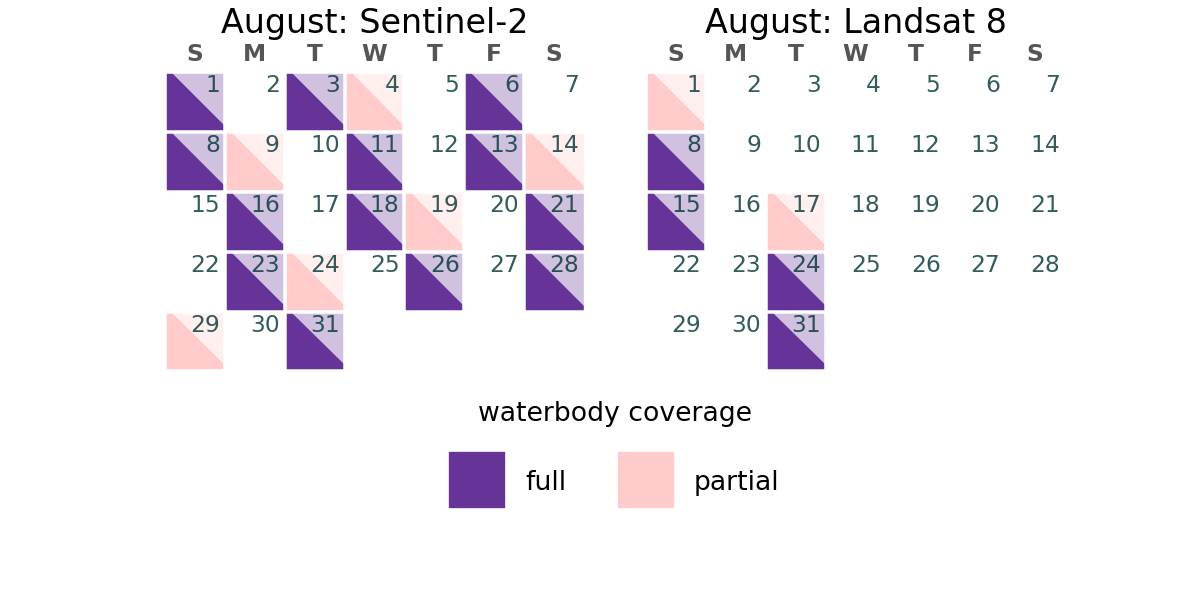 August: Sentinel-2
S M T W T F S
1 2 3 4 5 6 7
8 9 10 11 12 13 14
15 16 17 18 19 20 21
22 23 24 25 26 27 28
29 30 31
August: Landsat 8
S M T W T F S
1 2 3 4 5 6 7
8 9 10 11 12 13 14
15 16 17 18 19 20 21
22 23 24 25 26 27 28
29 30 31
waterbody coverage
full
partial